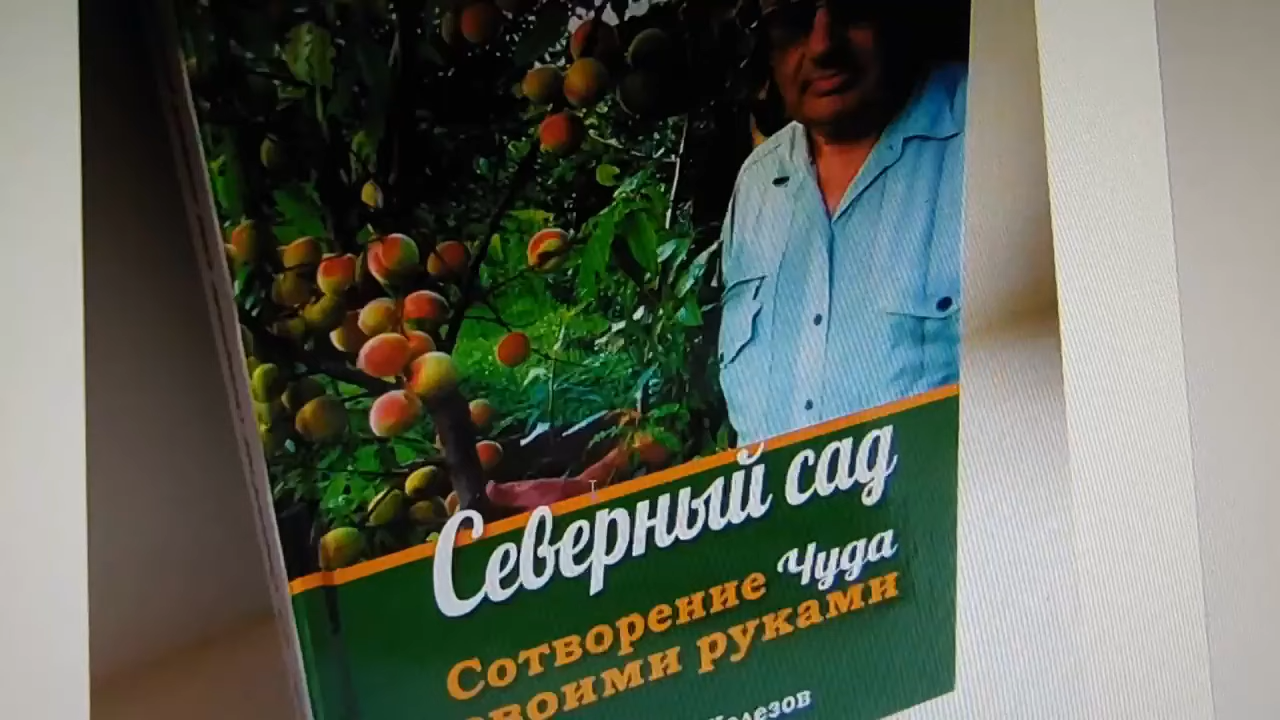 Северный сад
Сотворение Чуда
своими руками